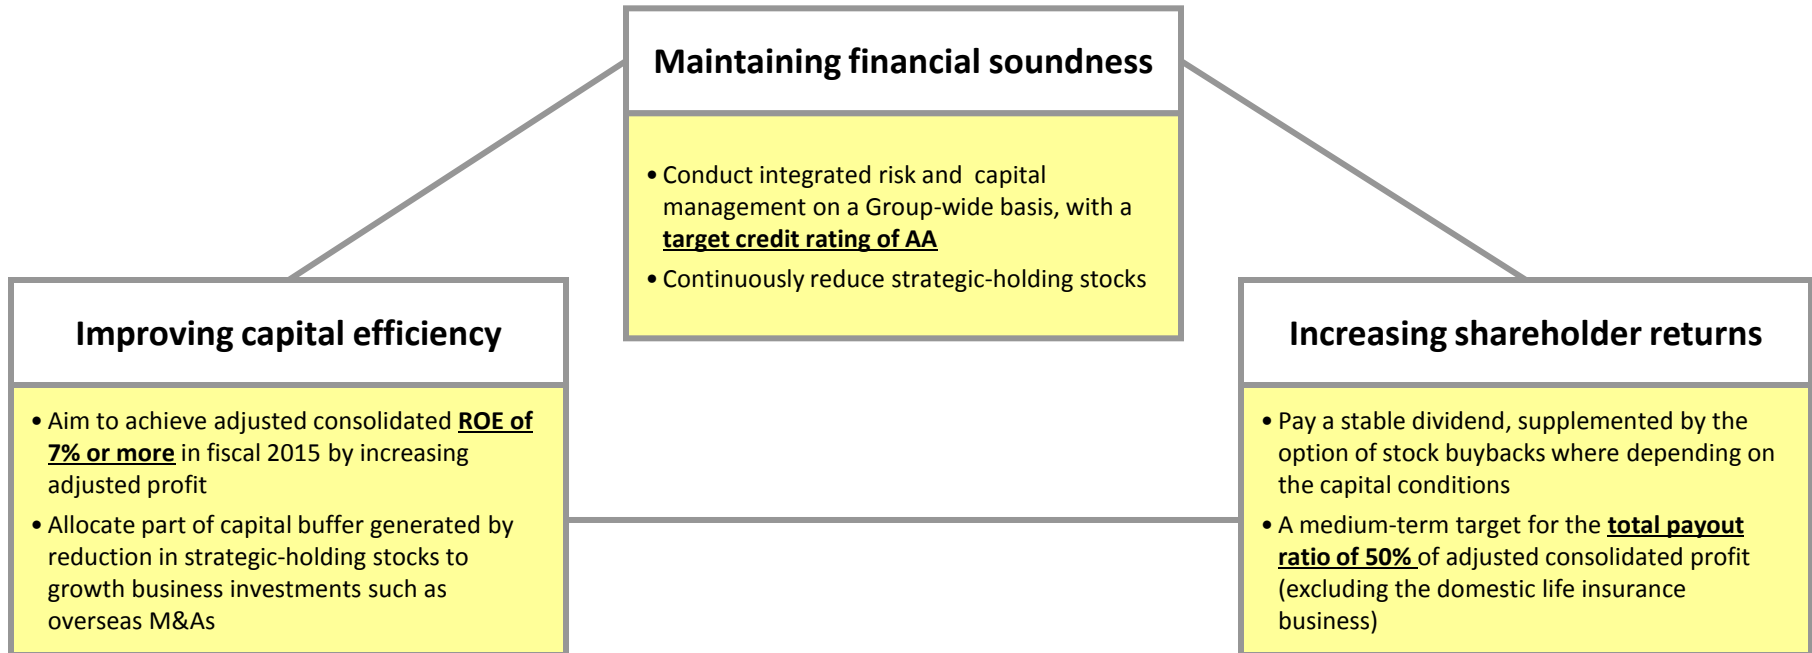 Maintaining financial soundness
• Conduct integrated risk and capital
management on a Group-wide basis, with a
target credit rating of AA
• Continuously reduce strategic-holding stocks
Improving capital efficiency
• Aim to achieve adjusted consolidated ROE of
7% or more in fiscal 2015 by increasing
adjusted profit
• Allocate part of capital buffer generated by
reduction in strategic-holding stocks to
growth business investments such as
overseas M&As
Increasing shareholder returns
• Pay a stable dividend, supplemented by the
option of stock buybacks where depending on
the capital conditions
• A medium-term target for the total payout
ratio of 50% of adjusted consolidated profit
(excluding the domestic life insurance
business)